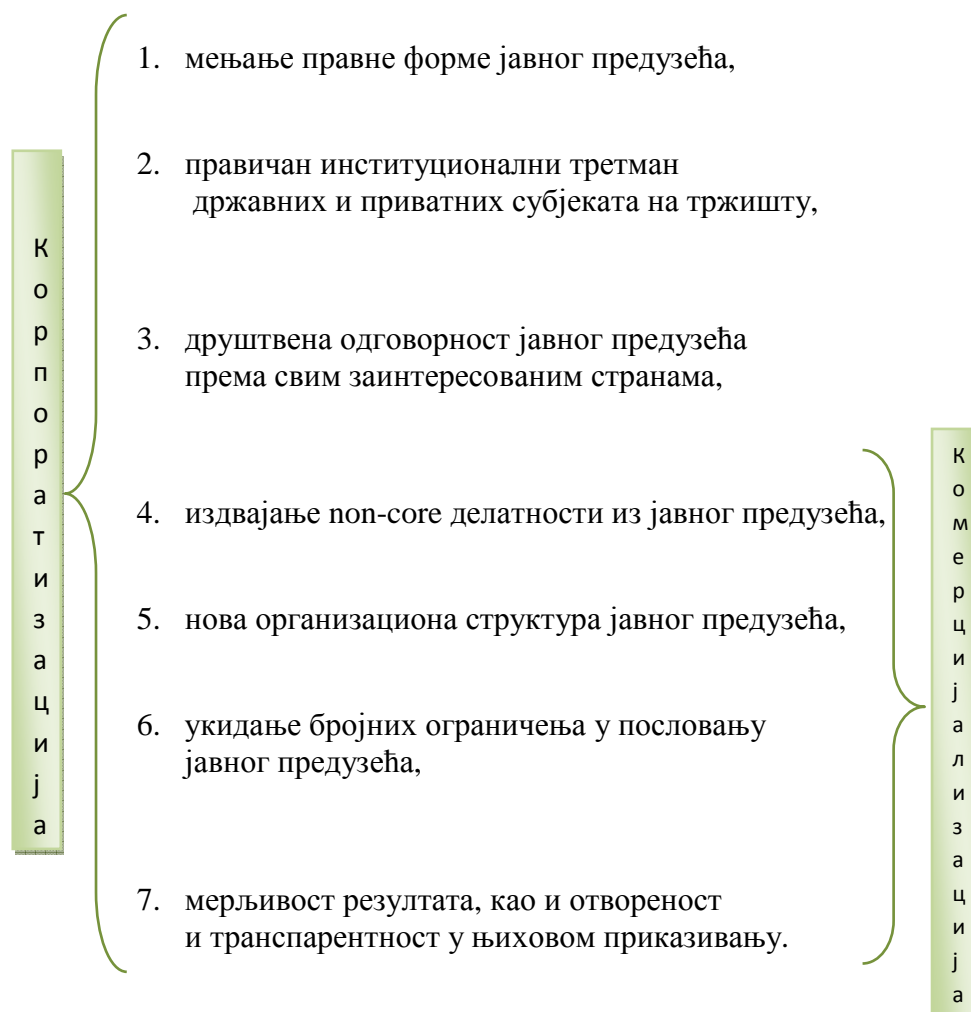 Корпоратизација
1. мењање правне форме јавног предузећа,
2. правичан институционални третман
државних и приватних субјеката на тржишту,
3. друштвена одговорност јавног предузећа
према свим заинтересованим странама,
4. издвајање non-core делатности из јавног предузећа,
5. нова организациона структура јавног предузећа,
6. укидање бројних ограничења у пословању
јавног предузећа,
7. мерљивост резултата, као и отвореност
и транспарентност у њиховом приказивању.
Комерцијализација